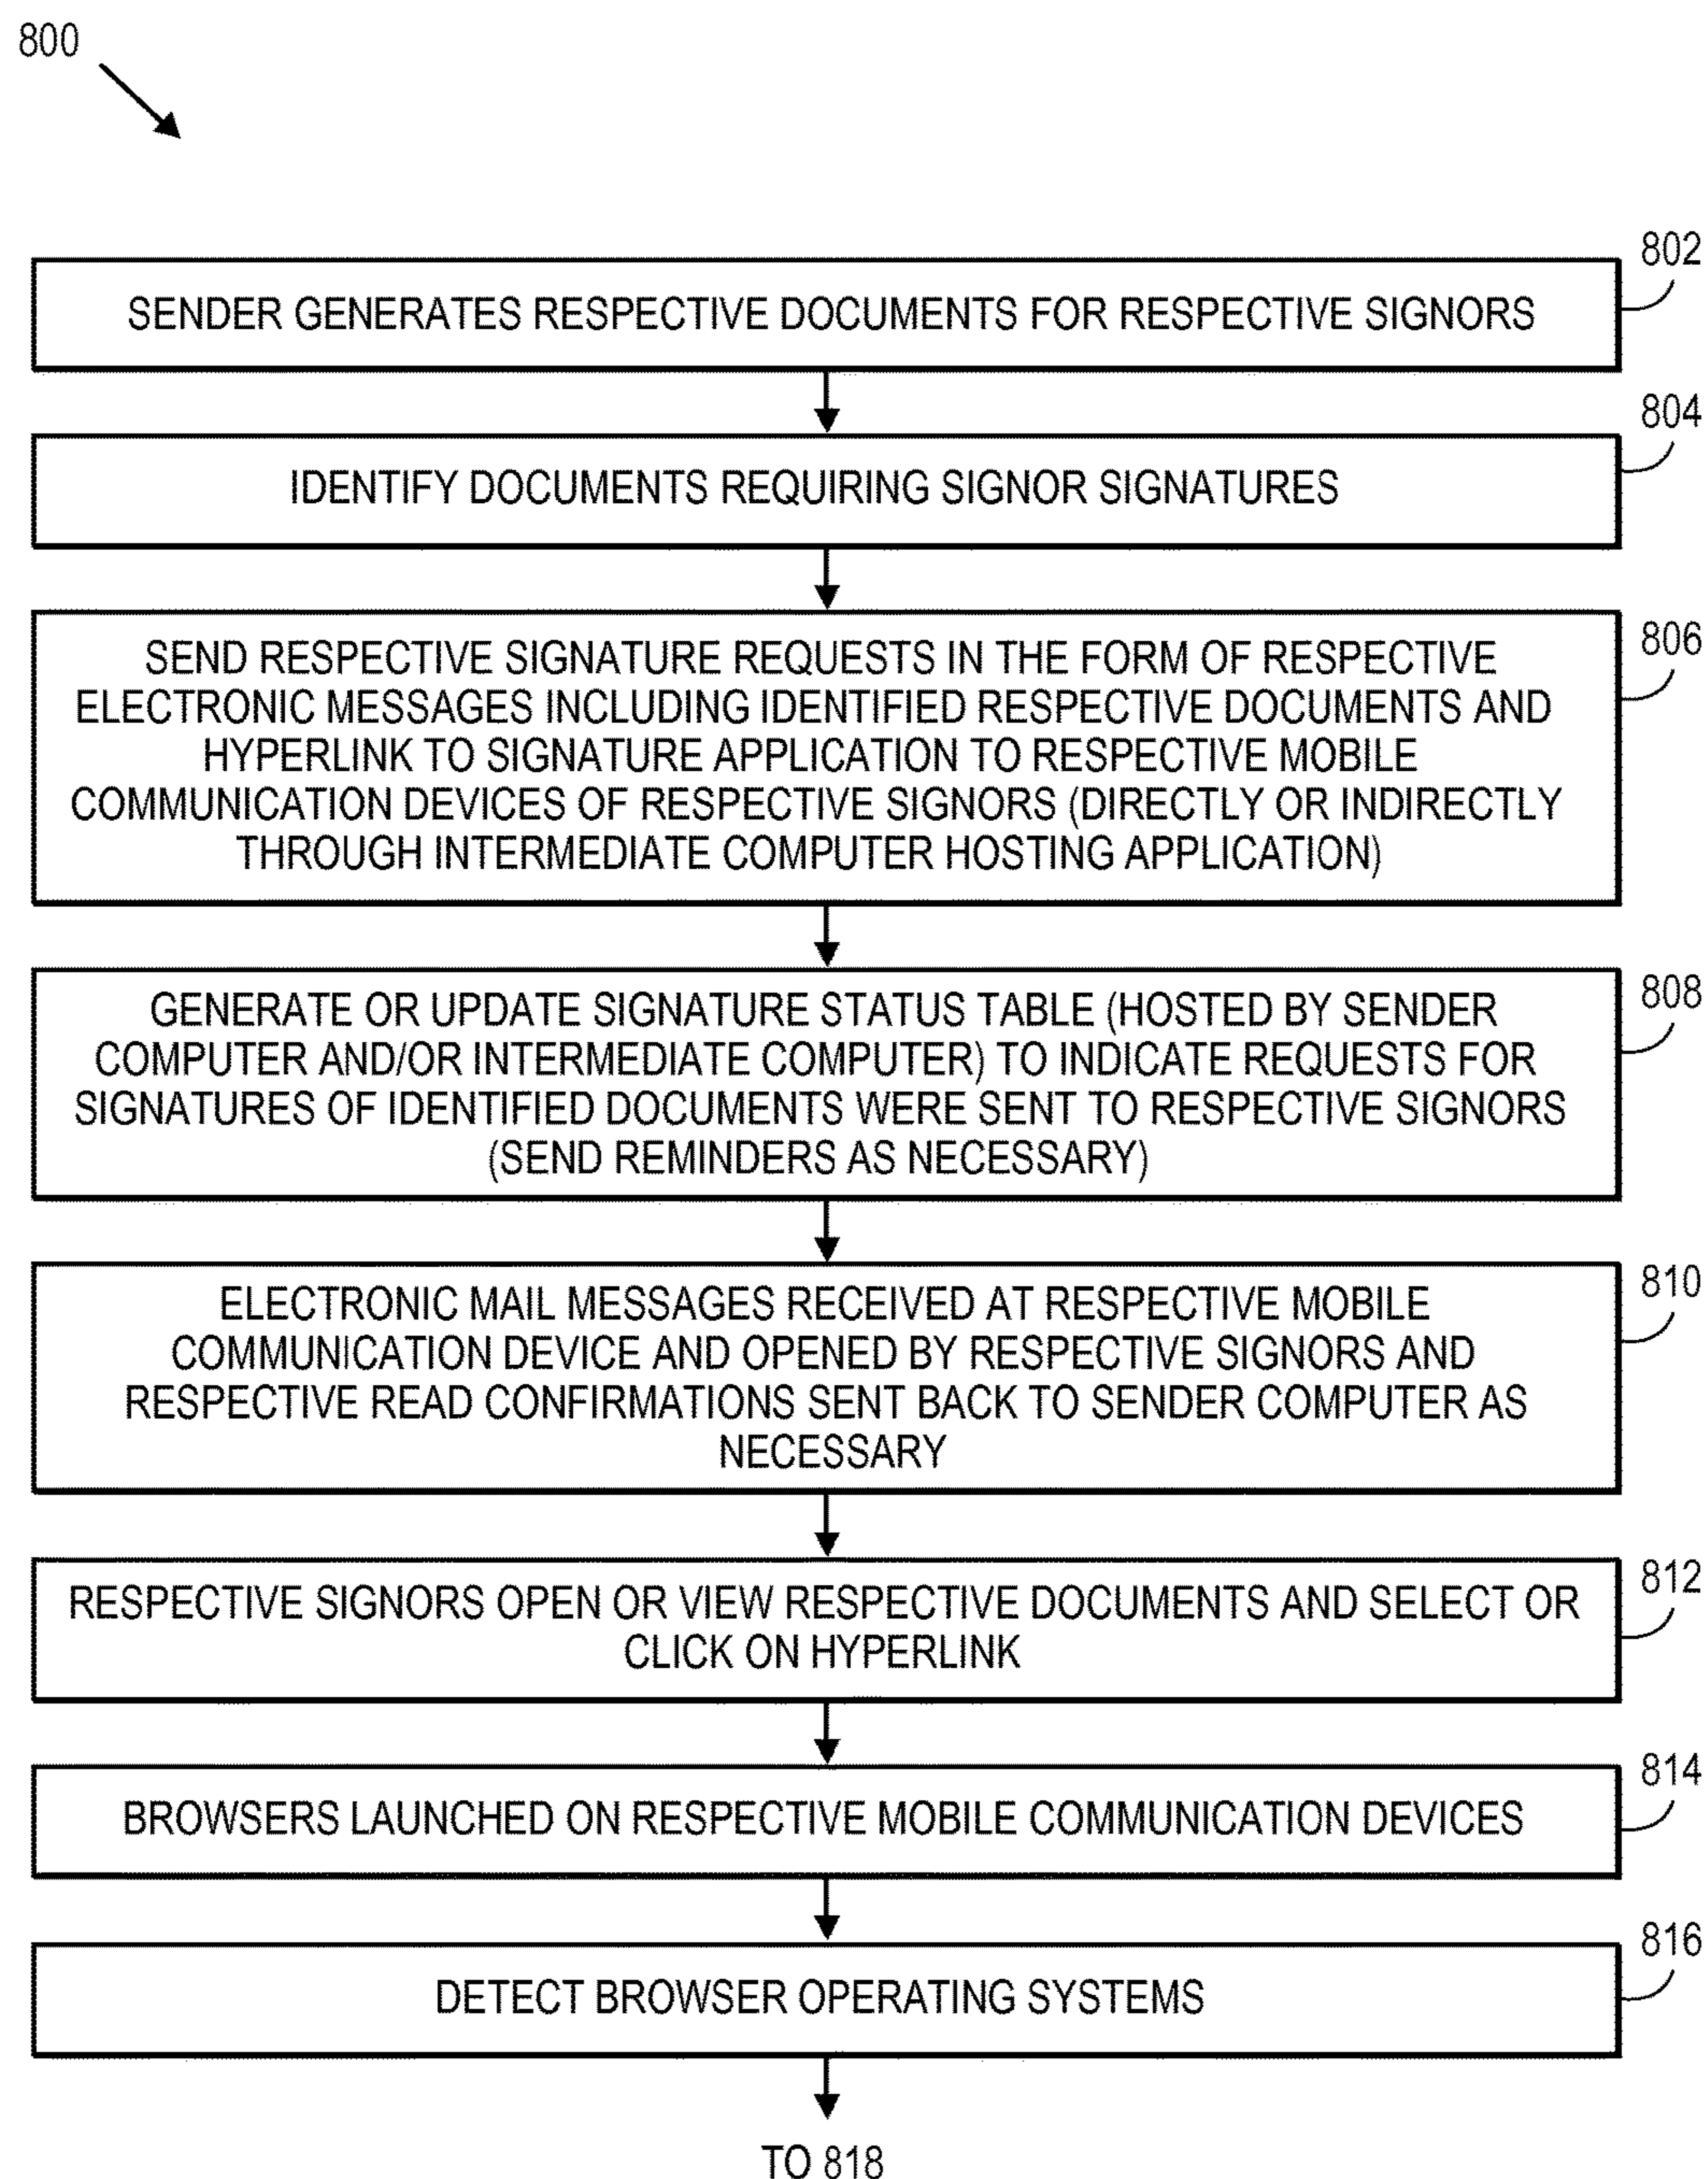 800
802
SENDER GENERATES RESPECTIVE DOCUMENTS FOR RESPECTIVE SIGNORS
804
IDENTIFY DOCUMENTS REQUIRING SIGNOR SIGNATURES
806
SEND RESPECTIVE SIGNATURE REQUESTS IN THE FORM OF RESPECTIVE
ELECTRONIC MESSAGES INCLUDING IDENTIFIED RESPECTIVE DOCUMENTS AND
HYPERLINK TO SIGNATURE APPLICATION TO RESPECTIVE MOBILE
COMMUNICATION DEVICES OF RESPECTIVE SIGNORS (DIRECTLY OR INDIRECTLY
THROUGH INTERMEDIATE COMPUTER HOSTING APPLICATION)
808
GENERATE OR UPDATE SIGNATURE STATUS TABLE (HOSTED BY SENDER
COMPUTER AND/OR INTERMEDIATE COMPUTER) TO INDICATE REQUESTS FOR
SIGNATURES OF IDENTIFIED DOCUMENTS WERE SENT TO RESPECTIVE SIGNORS
(SEND REMINDERS AS NECESSARY)
810
ELECTRONIC MAIL MESSAGES RECEIVED AT RESPECTIVE MOBILE
COMMUNICATION DEVICE AND OPENED BY RESPECTIVE SIGNORS AND
RESPECTIVE READ CONFIRMATIONS SENT BACK TO SENDER COMPUTER AS
NECESSARY
812
RESPECTIVE SIGNORS OPEN OR VIEW RESPECTIVE DOCUMENTS AND SELECT OR
CLICK ON HYPERLINK
814
BROWSERS LAUNCHED ON RESPECTIVE MOBILE COMMUNICATION DEVICES
816
DETECT BROWSER OPERATING SYSTEMS
TO 818